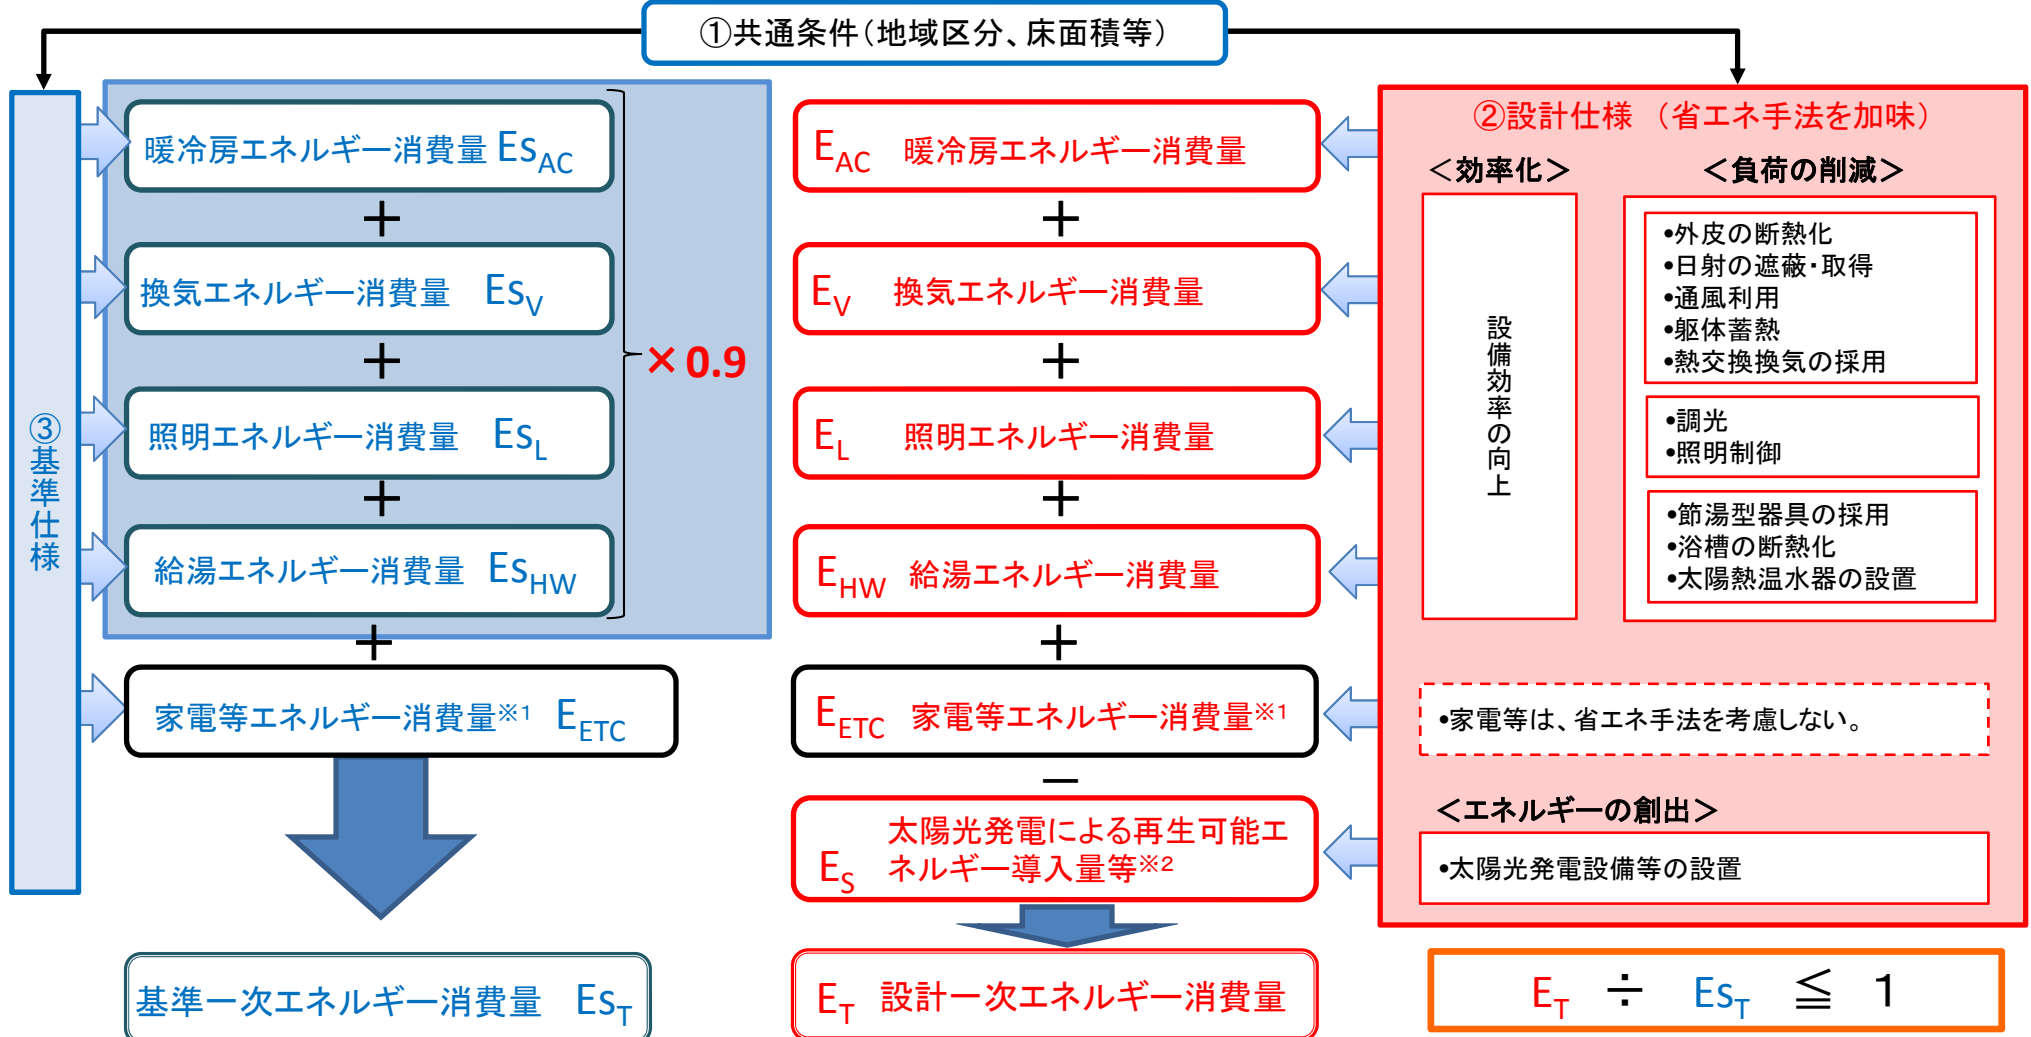 ①共通条件（地域区分、床面積等）
③基準仕様
暖冷房エネルギー消費量 EsAC
＋
換気エネルギー消費量 EsV
＋
照明エネルギー消費量 EsL
＋
給湯エネルギー消費量 EsHW
× 0.9
＋
家電等エネルギー消費量※1 EETC
基準一次エネルギー消費量 EsT
EAC 暖冷房エネルギー消費量
＋
EV 換気エネルギー消費量
＋
EL 照明エネルギー消費量
＋
EHW 給湯エネルギー消費量
＋
EETC 家電等エネルギー消費量※1
－
太陽光発電による再生可能エ
ES ネルギー導入量等※2
ET 設計一次エネルギー消費量
②設計仕様 （省エネ手法を加味）
＜効率化＞
設備効率の向上
＜負荷の削減＞
•外皮の断熱化
•日射の遮蔽・取得
•通風利用
•躯体蓄熱
•熱交換換気の採用
•調光
•照明制御
•節湯型器具の採用
•浴槽の断熱化
•太陽熱温水器の設置
•家電等は、省エネ手法を考慮しない。
＜エネルギーの創出＞
•太陽光発電設備等の設置
ET ÷ EsT ≦ 1